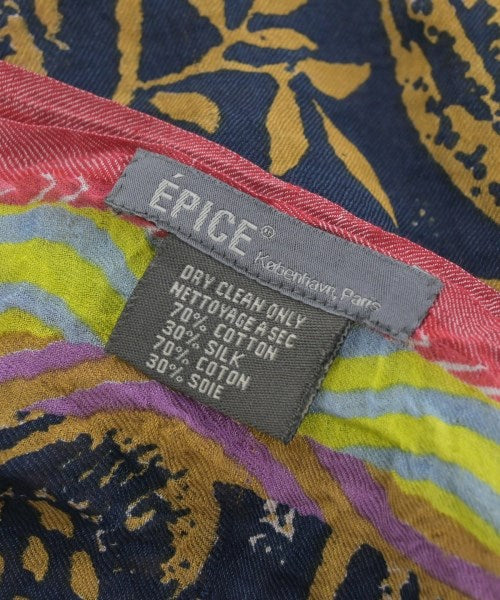 ÉPICE®
København, Paris
DRY CLEAN ONLY
NETTOYAGE A SEC
70% COTTON
30% SILK
70% COTON
30% SOIE